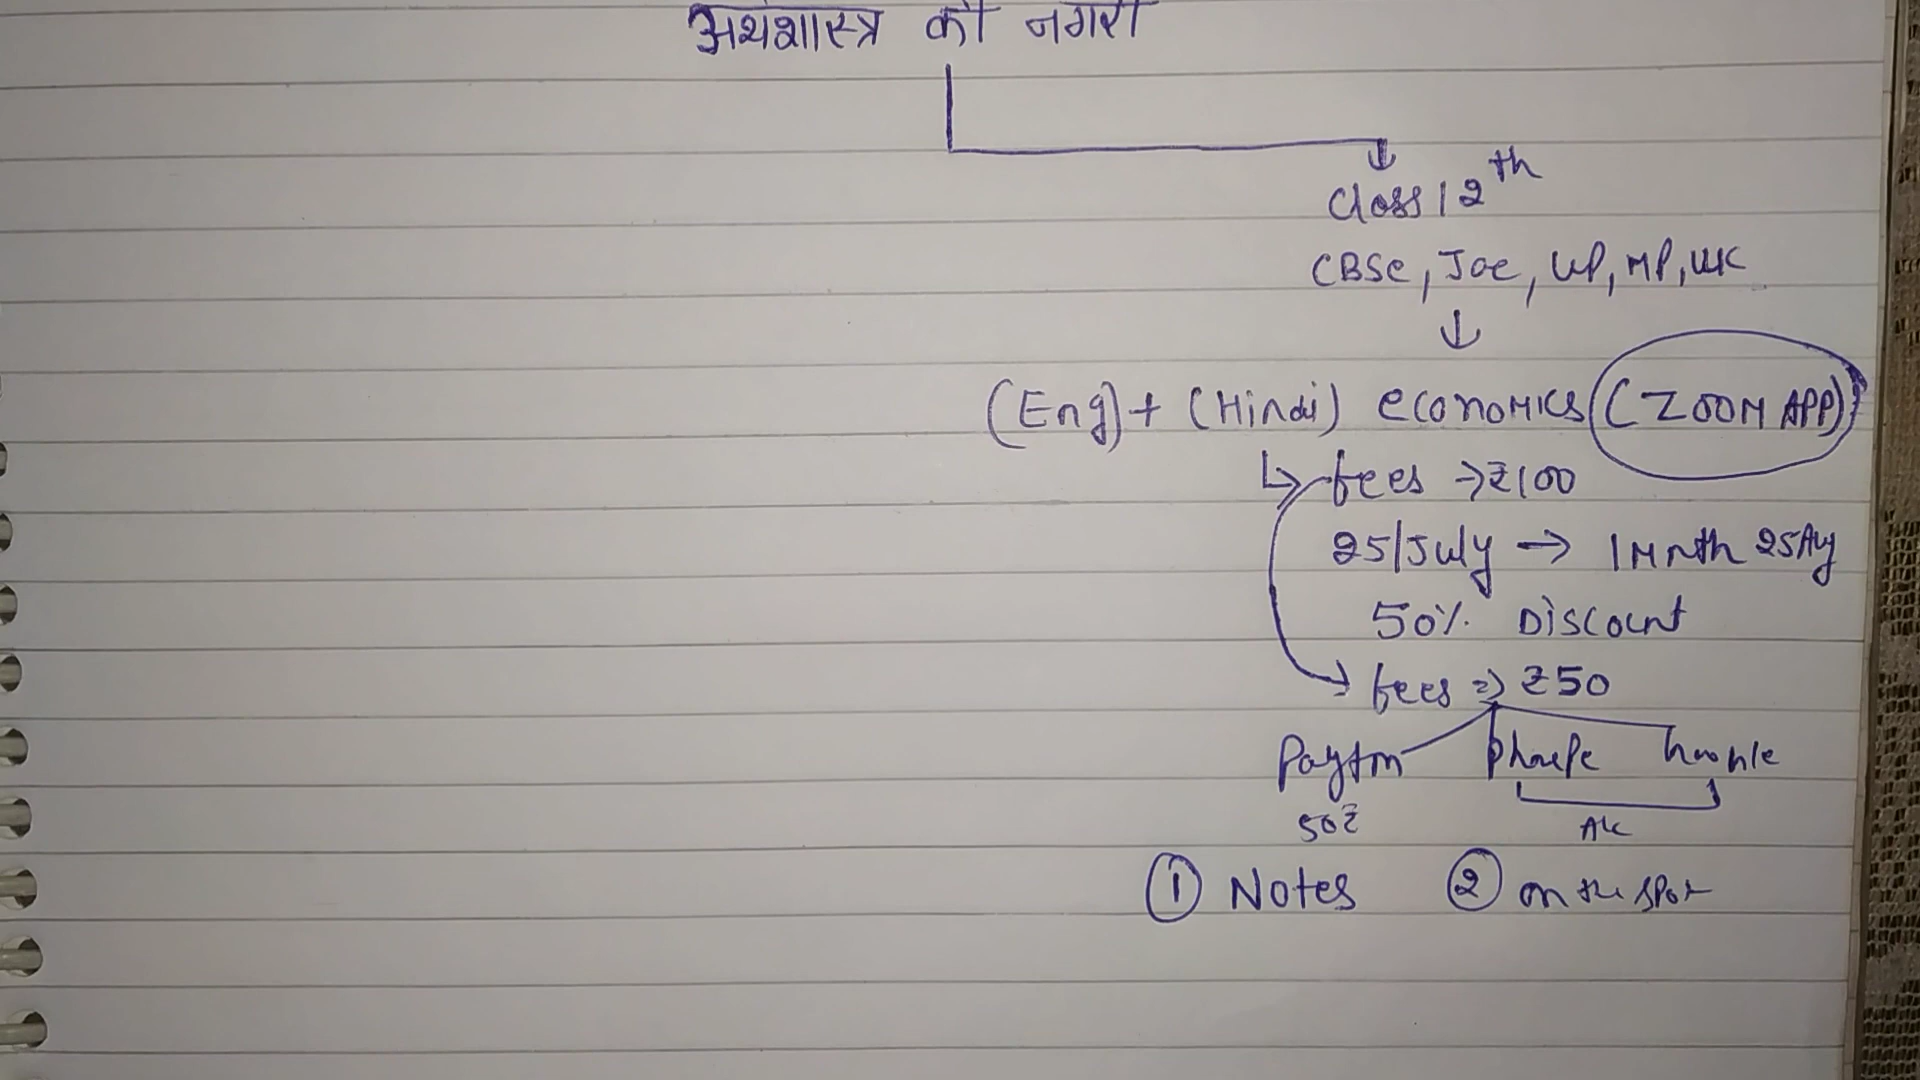 अर्थशास्त्र की नगरी
Class 12th
CBSE, Jac, UP, MP, UK
(Eng) + (Hindi) economics (ZOOM APP)
fees → ₹100
25/July → 1 Mnth 25 Aug
50% Discount
fees ⇒ ₹50
Paytm PhonePe
50₹
① Notes ② on the spot